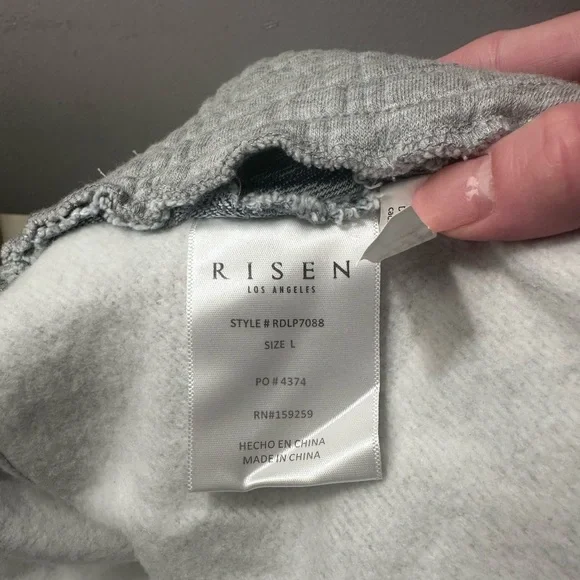 RISEN
LOS ANGELES
STYLE # RDLP7088
SIZE L
PO # 4374
RN#159259
HECHO EN CHINA
MADE IN CHINA